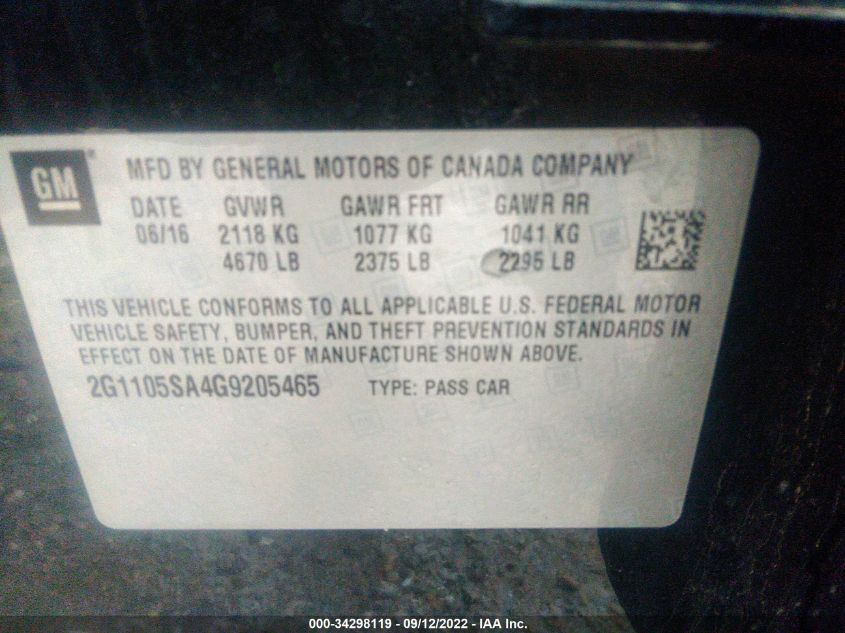 GM
MFD BY GENERAL MOTORS OF CANADA COMPANY
DATE GVWR GAWR FRT GAWR RR
06/16 2118 KG 1077 KG 1041 KG
4670 LB 2375 LB 2295 LB
THIS VEHICLE CONFORMS TO ALL APPLICABLE U.S. FEDERAL MOTOR
VEHICLE SAFETY, BUMPER, AND THEFT PREVENTION STANDARDS IN
EFFECT ON THE DATE OF MANUFACTURE SHOWN ABOVE.
2G1105SA4G9205465 TYPE: PASS CAR
000-34298119 - 09/12/2022 - IAA Inc.